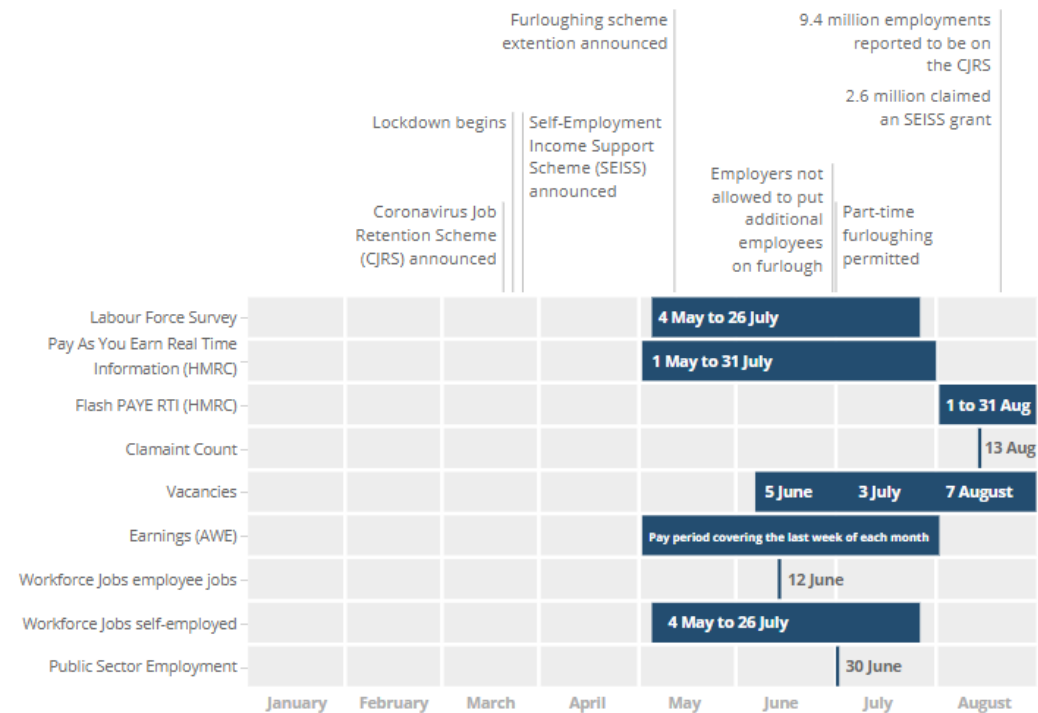 Furloughing scheme
extention announced
9.4 million employments
reported to be on
the CJRS
2.6 million claimed
an SEISS grant
Lockdown begins
Self-Employment
Income Support
Scheme (SEISS)
announced
Employers not
allowed to put
additional
employees
on furlough
Coronavirus Job
Retention Scheme
(CJRS) announced
Part-time
furloughing
permitted
Labour Force Survey
4 May to 26 July
Pay As You Earn Real Time
Information (HMRC)
1 May to 31 July
Flash PAYE RTI (HMRC)
1 to 31 Aug
Clamaint Count
13 Aug
Vacancies
5 June 3 July 7 August
Earnings (AWE)
Pay period covering the last week of each month
Workforce Jobs employee jobs
12 June
Workforce Jobs self-employed
4 May to 26 July
Public Sector Employment
30 June
January February March April May June July August